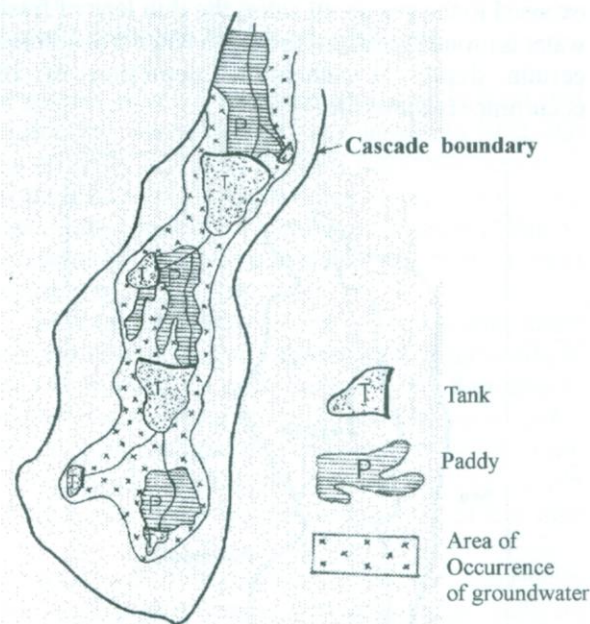 P
Cascade boundary
T
T
P
T
T
Tank
P
Paddy
P
Area of
Occurrence
of groundwater